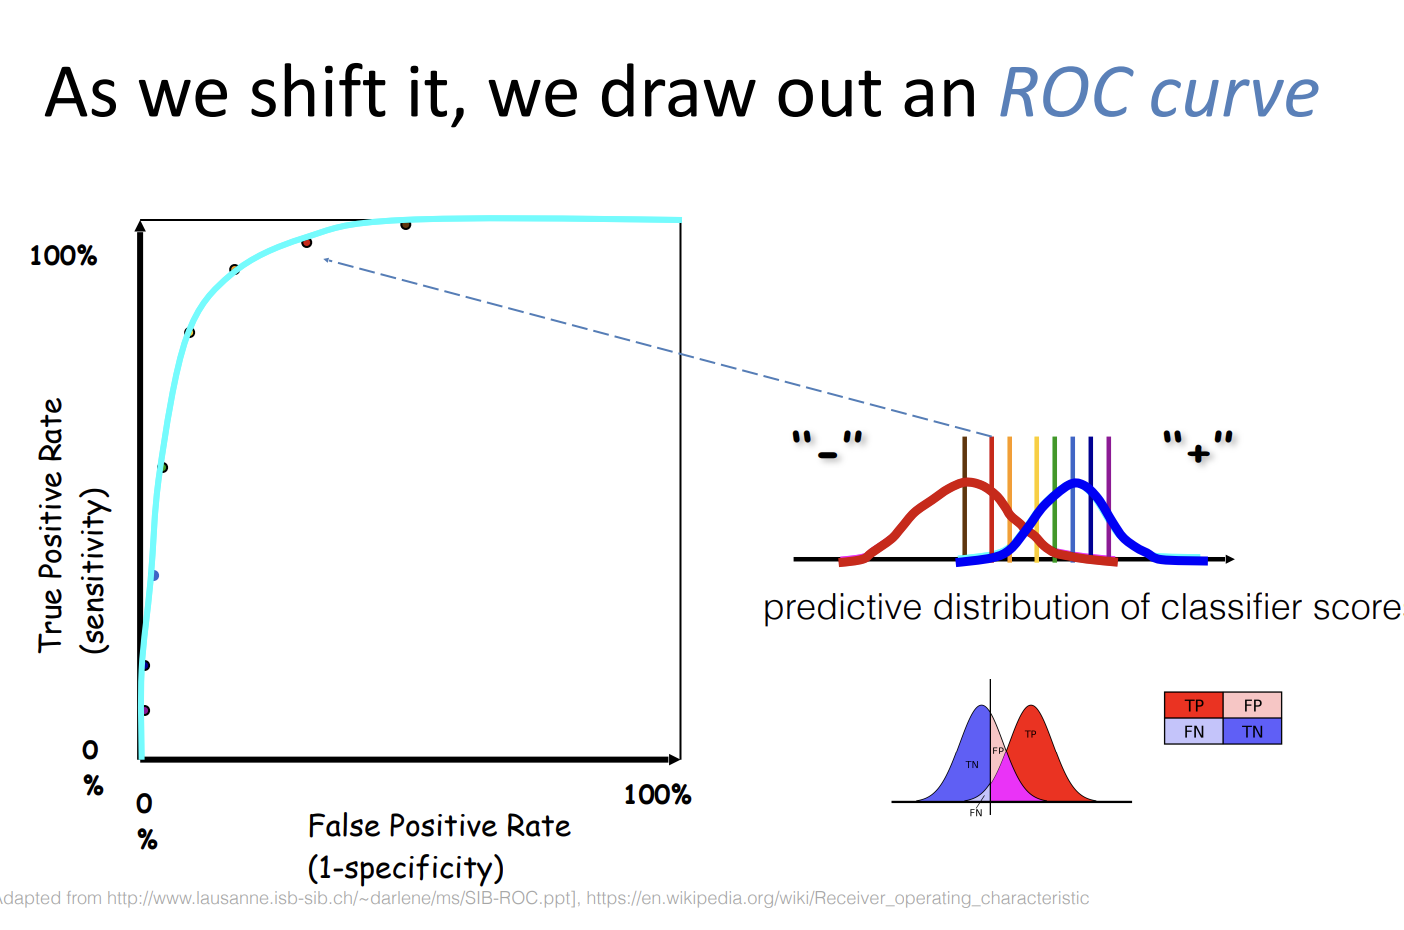 As we shift it, we draw out an ROC curve
100%
True Positive Rate
(sensitivity)
0
%
0
%
100%
False Positive Rate
(1-specificity)
"-"
"+"
predictive distribution of classifier score
TN
FP
TP
FN
TP FP
FN TN
dapted from http://www.lausanne.isb-sib.ch/~darlene/ms/SIB-ROC.ppt], https://en.wikipedia.org/wiki/Receiver_operating_characteristic